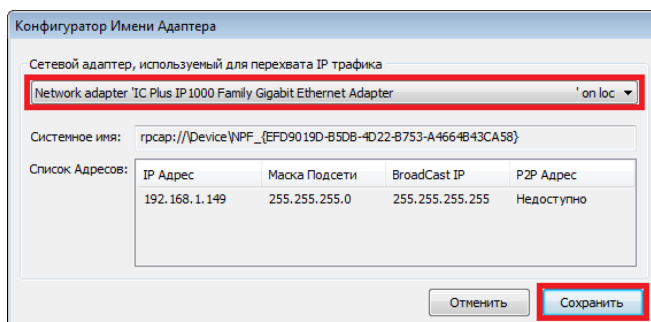 Конфигуратор Имени Адаптера
Сетевой адаптер, используемый для перехвата IP трафика
Network adapter 'IC Plus IP1000 Family Gigabit Ethernet Adapter ' on loc
Системное имя: rpcap://\Device\NPF_{EFD9019D-B5DB-4D22-B753-A4664B43CA58}
Список Адресов: IP Адрес Маска Подсети BroadCast IP P2P Адрес
192.168.1.149 255.255.255.0 255.255.255.255 Недоступно
Отменить Сохранить